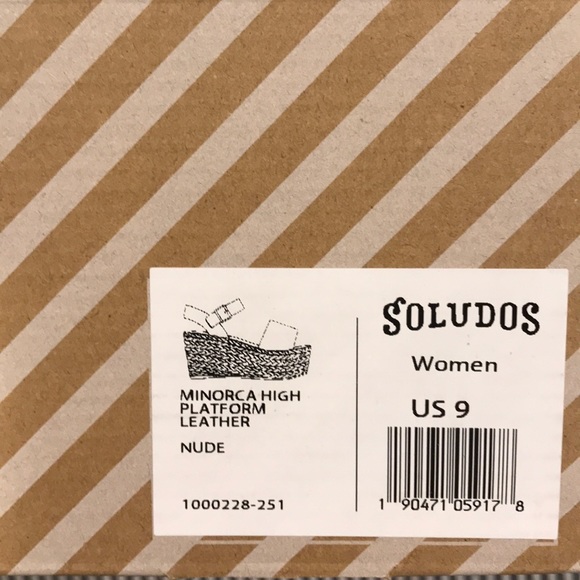 MINORCA HIGH
PLATFORM
LEATHER
NUDE
1000228-251
SOLUDOS
Women
US 9
1 90471 05917 8